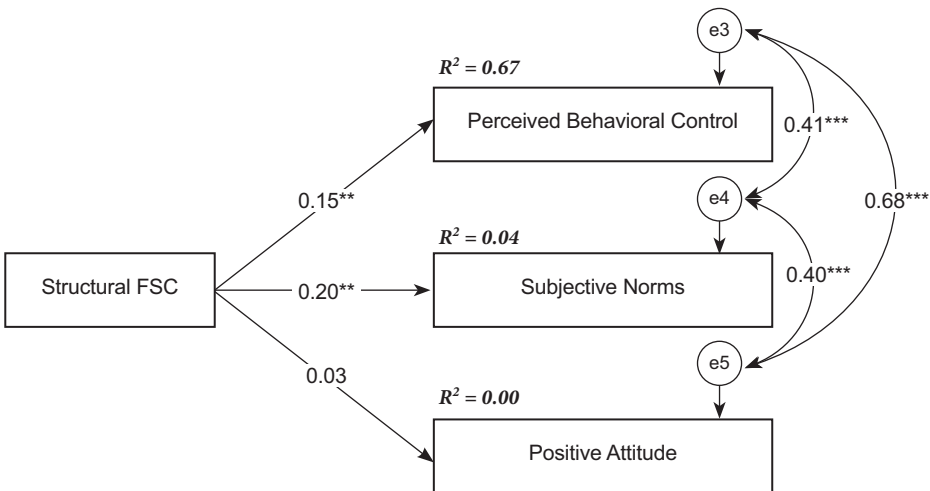 e3
R² = 0.67
Perceived Behavioral Control
0.41***
0.15**
e4
0.68***
R² = 0.04
Structural FSC
0.20**
Subjective Norms
0.40***
e5
0.03
R² = 0.00
Positive Attitude